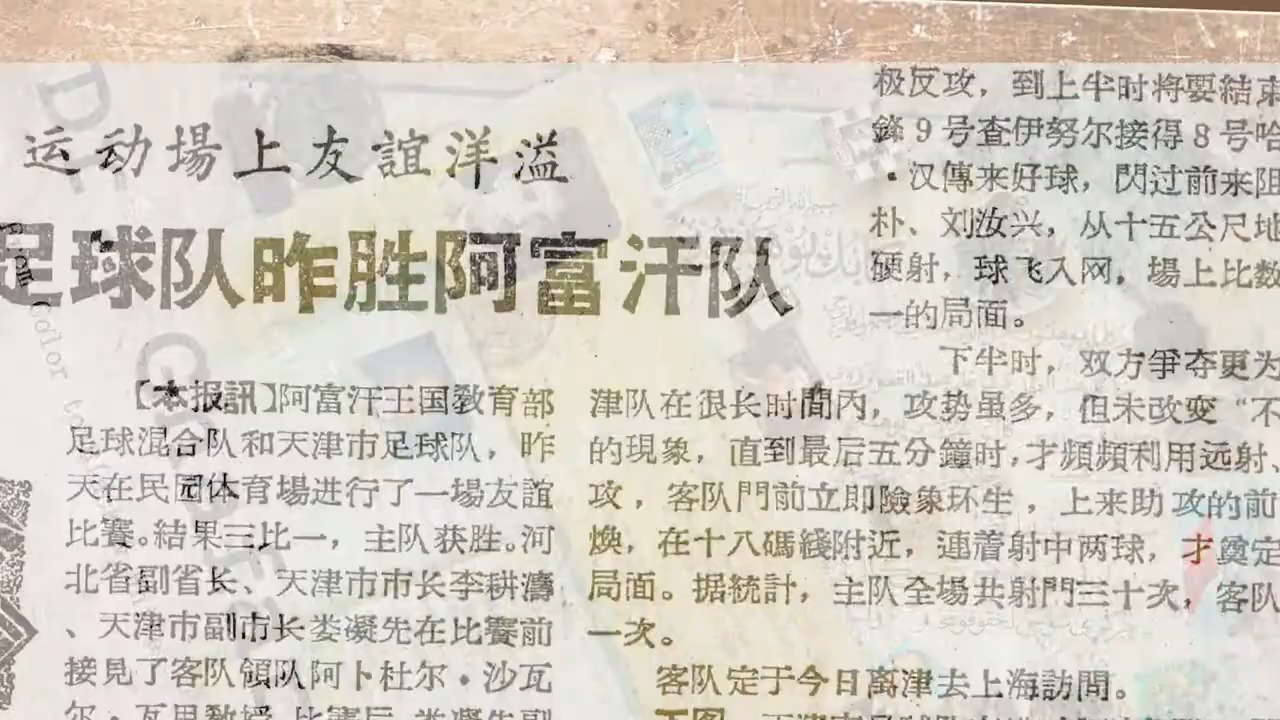 运动場上友誼洋溢
足球队昨胜阿富汗队
【本报訊】阿富汗王国敎育部
足球混合队和天津市足球队，昨
天在民园体育場进行了一場友誼
比賽。結果三比一，主队获胜。河
北省副省长、天津市市长李耕濤
、天津市副市长娄凝先在比賽前
接見了客队領队阿卜杜尔·沙瓦
津队在很长时間內，攻势虽多，但未改变“不
的現象，直到最后五分鐘时，才頻頻利用远射、
攻，客队門前立即險象环生，上来助攻的前
煥，在十八碼綫附近，連着射中两球，才奠定
局面。据統計，主队全場共射門三十次，客队
一次。
客队定于今日离津去上海訪問。
极反攻，到上半时将要結束
鋒9号查伊努尔接得8号哈
·汉傳来好球，閃过前来阻
朴、刘汝兴，从十五公尺地
硬射，球飞入网，場上比数
一的局面。
下半时，双方爭夺更为
Color